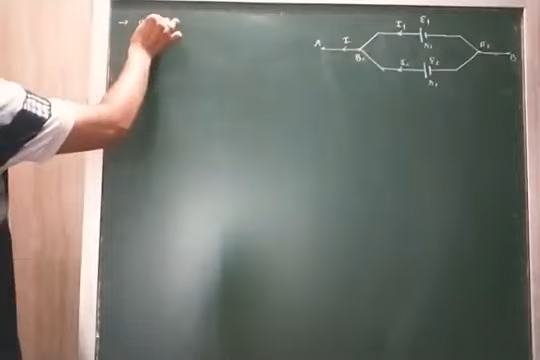 →
I₁ E₁
A I r₁
B₁ B₂ B
I₂ E₂
r₂